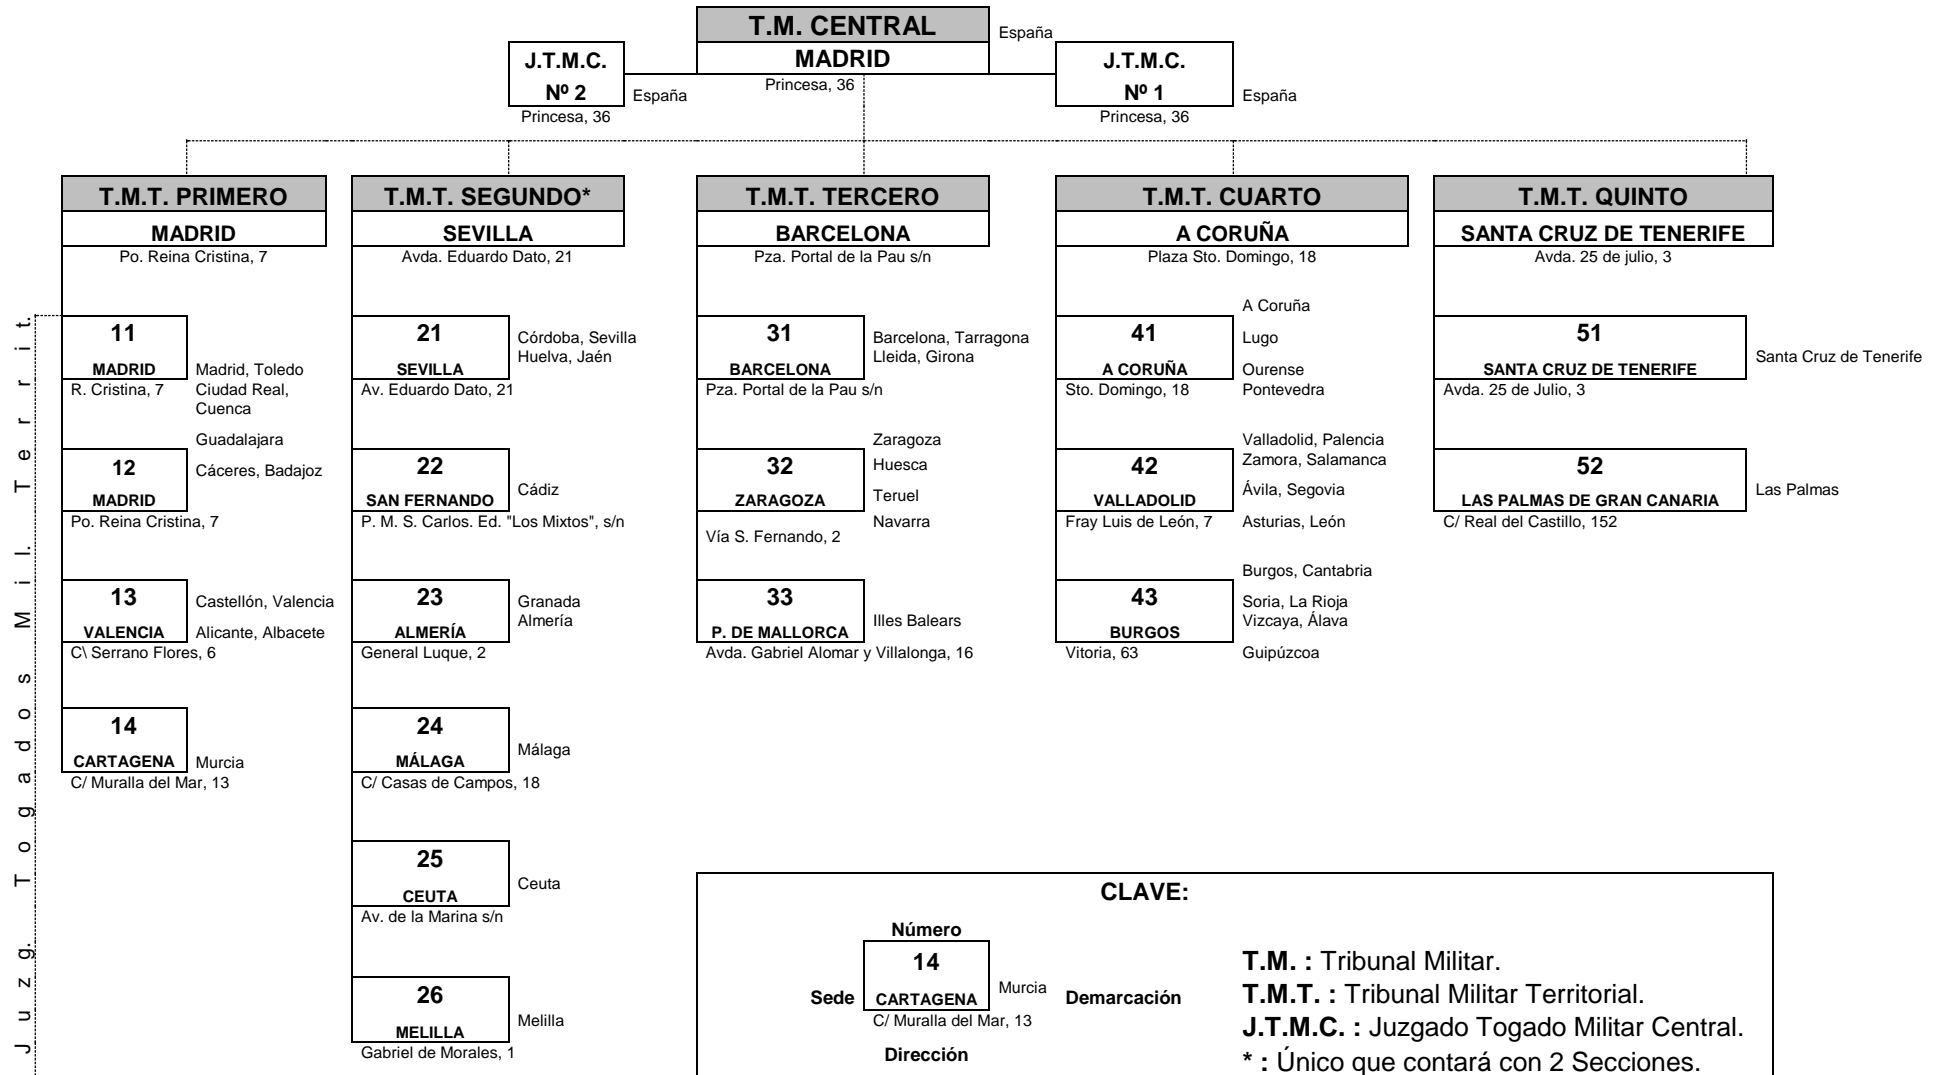 T.M. CENTRAL
España
MADRID
Princesa, 36
J.T.M.C.
Nº 2
España
Princesa, 36
J.T.M.C.
Nº 1
España
Princesa, 36
Juzg. Togados Mil. Territ.
T.M.T. PRIMERO
MADRID
Po. Reina Cristina, 7
11
MADRID
R. Cristina, 7
Madrid, Toledo
Ciudad Real,
Cuenca
Guadalajara
12
MADRID
Po. Reina Cristina, 7
Cáceres, Badajoz
13
VALENCIA
C\ Serrano Flores, 6
Castellón, Valencia
Alicante, Albacete
14
CARTAGENA
C/ Muralla del Mar, 13
Murcia
T.M.T. SEGUNDO*
SEVILLA
Avda. Eduardo Dato, 21
21
SEVILLA
Av. Eduardo Dato, 21
Córdoba, Sevilla
Huelva, Jaén
22
SAN FERNANDO
P. M. S. Carlos. Ed. "Los Mixtos", s/n
Cádiz
23
ALMERÍA
General Luque, 2
Granada
Almería
24
MÁLAGA
C/ Casas de Campos, 18
Málaga
25
CEUTA
Av. de la Marina s/n
Ceuta
26
MELILLA
Gabriel de Morales, 1
Melilla
T.M.T. TERCERO
BARCELONA
Pza. Portal de la Pau s/n
31
BARCELONA
Pza. Portal de la Pau s/n
Barcelona, Tarragona
Lleida, Girona
32
ZARAGOZA
Vía S. Fernando, 2
Zaragoza
Huesca
Teruel
Navarra
33
P. DE MALLORCA
Avda. Gabriel Alomar y Villalonga, 16
Illes Balears
T.M.T. CUARTO
A CORUÑA
Plaza Sto. Domingo, 18
41
A CORUÑA
Sto. Domingo, 18
A Coruña
Lugo
Ourense
Pontevedra
42
VALLADOLID
Fray Luis de León, 7
Valladolid, Palencia
Zamora, Salamanca
Ávila, Segovia
Asturias, León
43
BURGOS
Vitoria, 63
Burgos, Cantabria
Soria, La Rioja
Vizcaya, Álava
Guipúzcoa
T.M.T. QUINTO
SANTA CRUZ DE TENERIFE
Avda. 25 de julio, 3
51
SANTA CRUZ DE TENERIFE
Avda. 25 de Julio, 3
Santa Cruz de Tenerife
52
LAS PALMAS DE GRAN CANARIA
C/ Real del Castillo, 152
Las Palmas
CLAVE:
Número
14
Sede
CARTAGENA
Murcia
Demarcación
C/ Muralla del Mar, 13
Dirección
T.M. : Tribunal Militar.
T.M.T. : Tribunal Militar Territorial.
J.T.M.C. : Juzgado Togado Militar Central.
* : Único que contará con 2 Secciones.